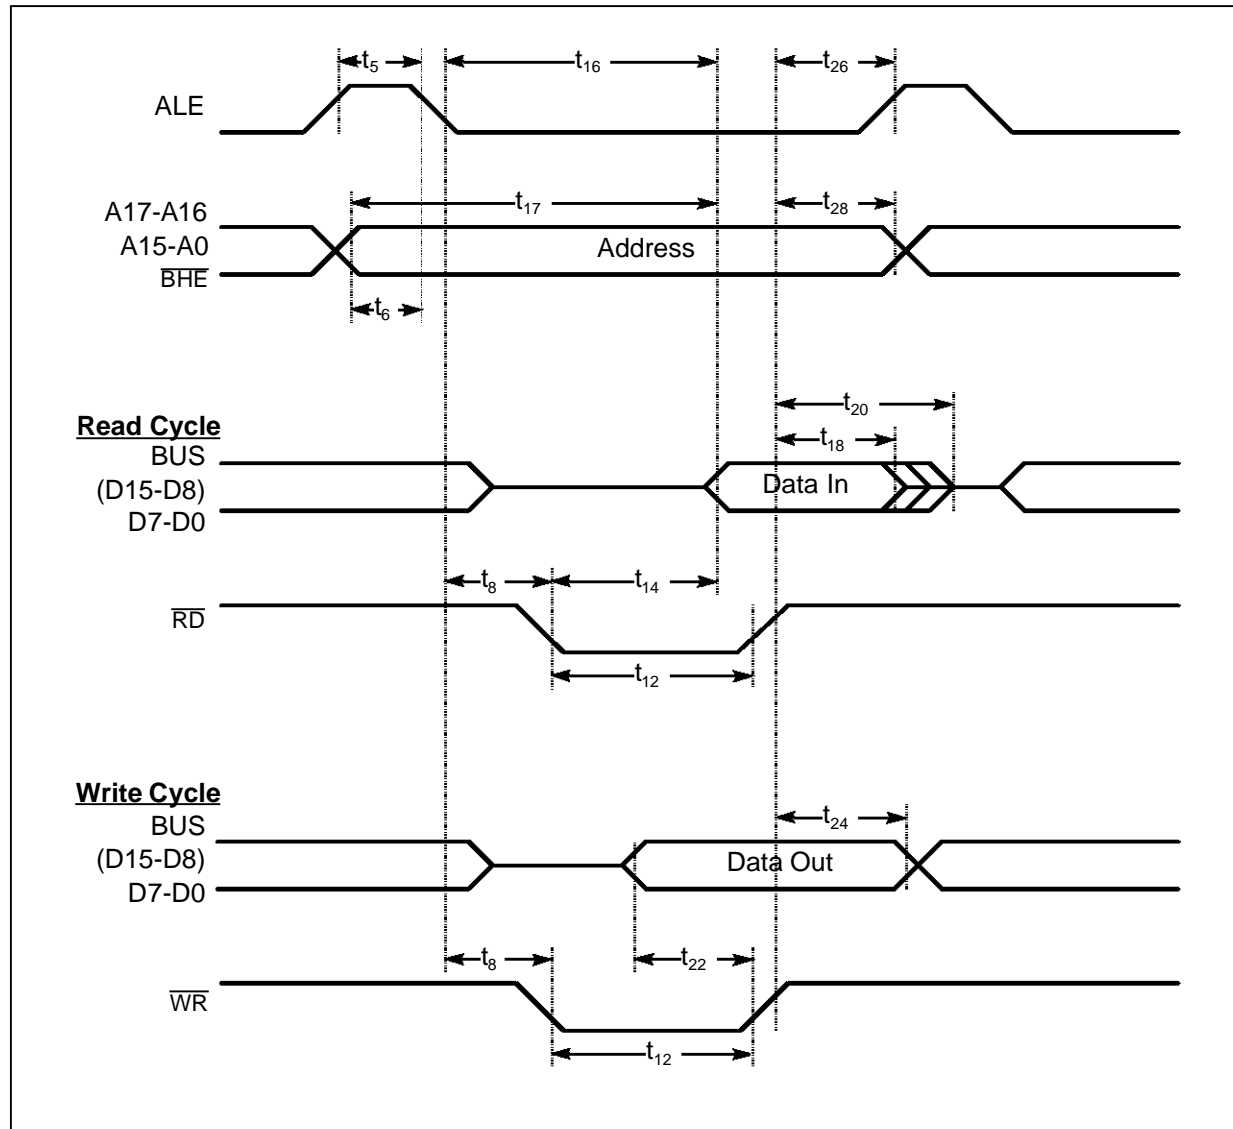 t5
t16
t26
ALE
A17-A16
t17
t28
A15-A0
Address
BHE
t6
t20
Read Cycle
BUS
t18
(D15-D8)
Data In
D7-D0
t8
t14
RD
t12
Write Cycle
BUS
t24
(D15-D8)
Data Out
D7-D0
t8
t22
WR
t12